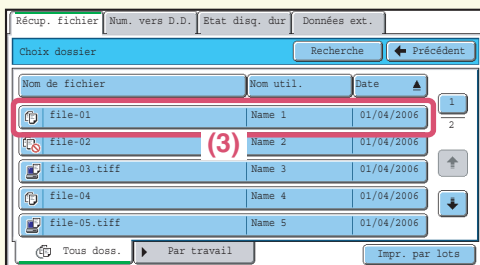 Récup. fichier Num. vers D.D. Etat disq. dur Données ext.
Choix dossier Recherche Précédent
Nom de fichier Nom util. Date
file-01 Name 1 01/04/2006
1
2
file-02 Name 2 01/04/2006
(3)
file-03.tiff Name 3 01/04/2006
file-04 Name 4 01/04/2006
file-05.tiff Name 5 01/04/2006
Tous doss. Par travail Impr. par lots